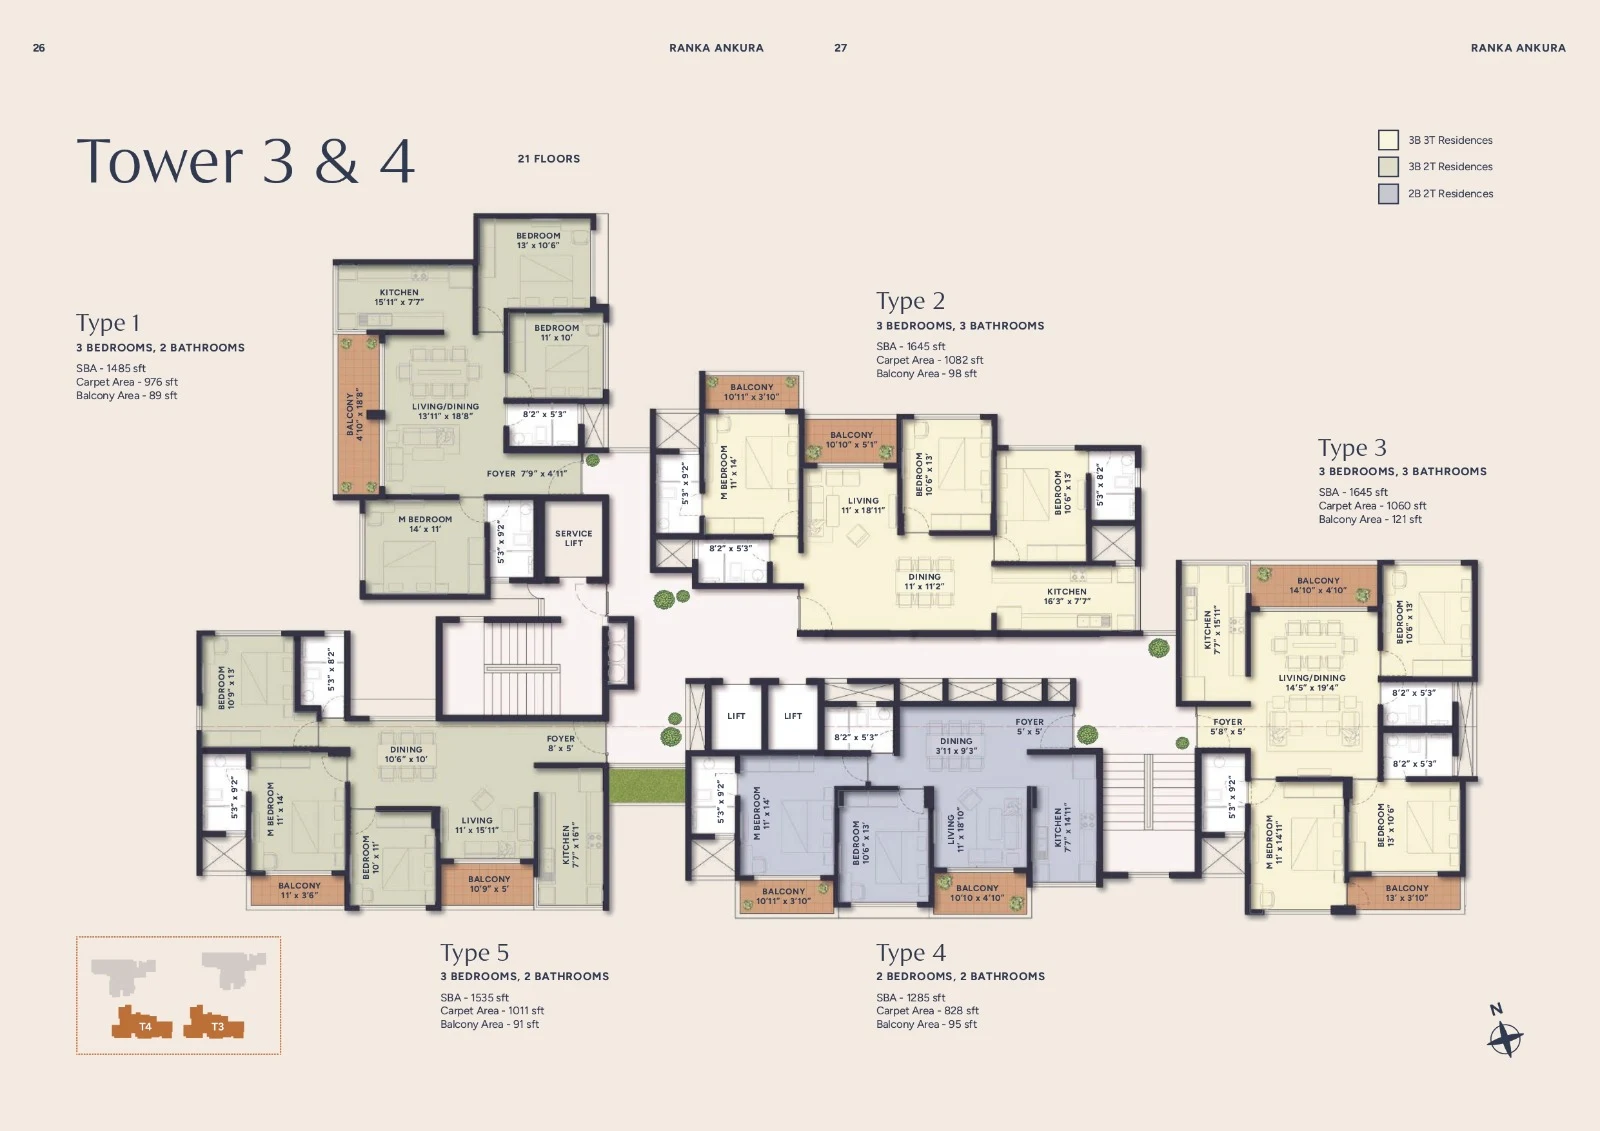 26
RANKA ANKURA
27
RANKA ANKURA
Tower 3 & 4
21 FLOORS
3B 3T Residences
3B 2T Residences
2B 2T Residences
Type 1
3 BEDROOMS, 2 BATHROOMS
SBA - 1485 sft
Carpet Area - 976 sft
Balcony Area - 89 sft
BEDROOM
13' x 10'6"
KITCHEN
15'11" x 7'7"
BEDROOM
11' x 10'
BALCONY
4'10" x 18'8"
LIVING/DINING
13'11" x 18'8"
8'2" x 5'3"
FOYER 7'9" x 4'11"
M BEDROOM
14' x 11'
5'3" x 9'2"
SERVICE
LIFT
Type 2
3 BEDROOMS, 3 BATHROOMS
SBA - 1645 sft
Carpet Area - 1082 sft
Balcony Area - 98 sft
BALCONY
10'11" x 3'10"
BALCONY
10'10" x 5'1"
M BEDROOM
11' x 14'
5'3" x 9'2"
8'2" x 5'3"
LIVING
11' x 18'11"
BEDROOM
10'6" x 13'
BEDROOM
10'6" x 13'
5'3" x 8'2"
DINING
11' x 11'2"
KITCHEN
16'3" x 7'7"
Type 3
3 BEDROOMS, 3 BATHROOMS
SBA - 1645 sft
Carpet Area - 1060 sft
Balcony Area - 121 sft
BALCONY
14'10" x 4'10"
KITCHEN
7'7" x 15'11"
BEDROOM
10'6" x 13'
LIVING/DINING
14'5" x 19'4"
8'2" x 5'3"
FOYER
5'8" x 5'
8'2" x 5'3"
5'3" x 9'2"
M BEDROOM
11' x 14'11"
BEDROOM
13' x 10'6"
BALCONY
13' x 3'10"
BEDROOM
10'9" x 13'
5'3" x 8'2"
DINING
10'6" x 10'
FOYER
8' x 5'
5'3" x 9'2"
M BEDROOM
11' x 14'
BEDROOM
10' x 11'
LIVING
11' x 15'11"
KITCHEN
7'7" x 16'1"
BALCONY
11' x 3'6"
BALCONY
10'9" x 5'
LIFT
LIFT
8'2" x 5'3"
DINING
3'11 x 9'3"
FOYER
5' x 5'
5'3" x 9'2"
M BEDROOM
11' x 14'
BEDROOM
10'6" x 13'
LIVING
11' x 18'10"
KITCHEN
7'7" x 14'11"
BALCONY
10'11" x 3'10"
BALCONY
10'10 x 4'10"
Type 5
3 BEDROOMS, 2 BATHROOMS
SBA - 1535 sft
Carpet Area - 1011 sft
Balcony Area - 91 sft
Type 4
2 BEDROOMS, 2 BATHROOMS
SBA - 1285 sft
Carpet Area - 828 sft
Balcony Area - 95 sft
T4
T3
N